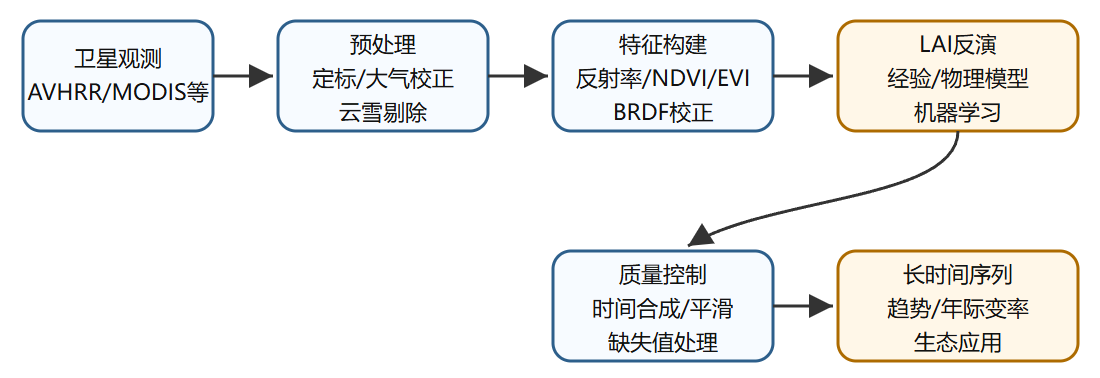 卫星观测
AVHRR/MODIS等
预处理
定标/大气校正
云雪剔除
特征构建
反射率/NDVI/EVI
BRDF校正
LAI反演
经验/物理模型
机器学习
质量控制
时间合成/平滑
缺失值处理
长时间序列
趋势/年际变率
生态应用